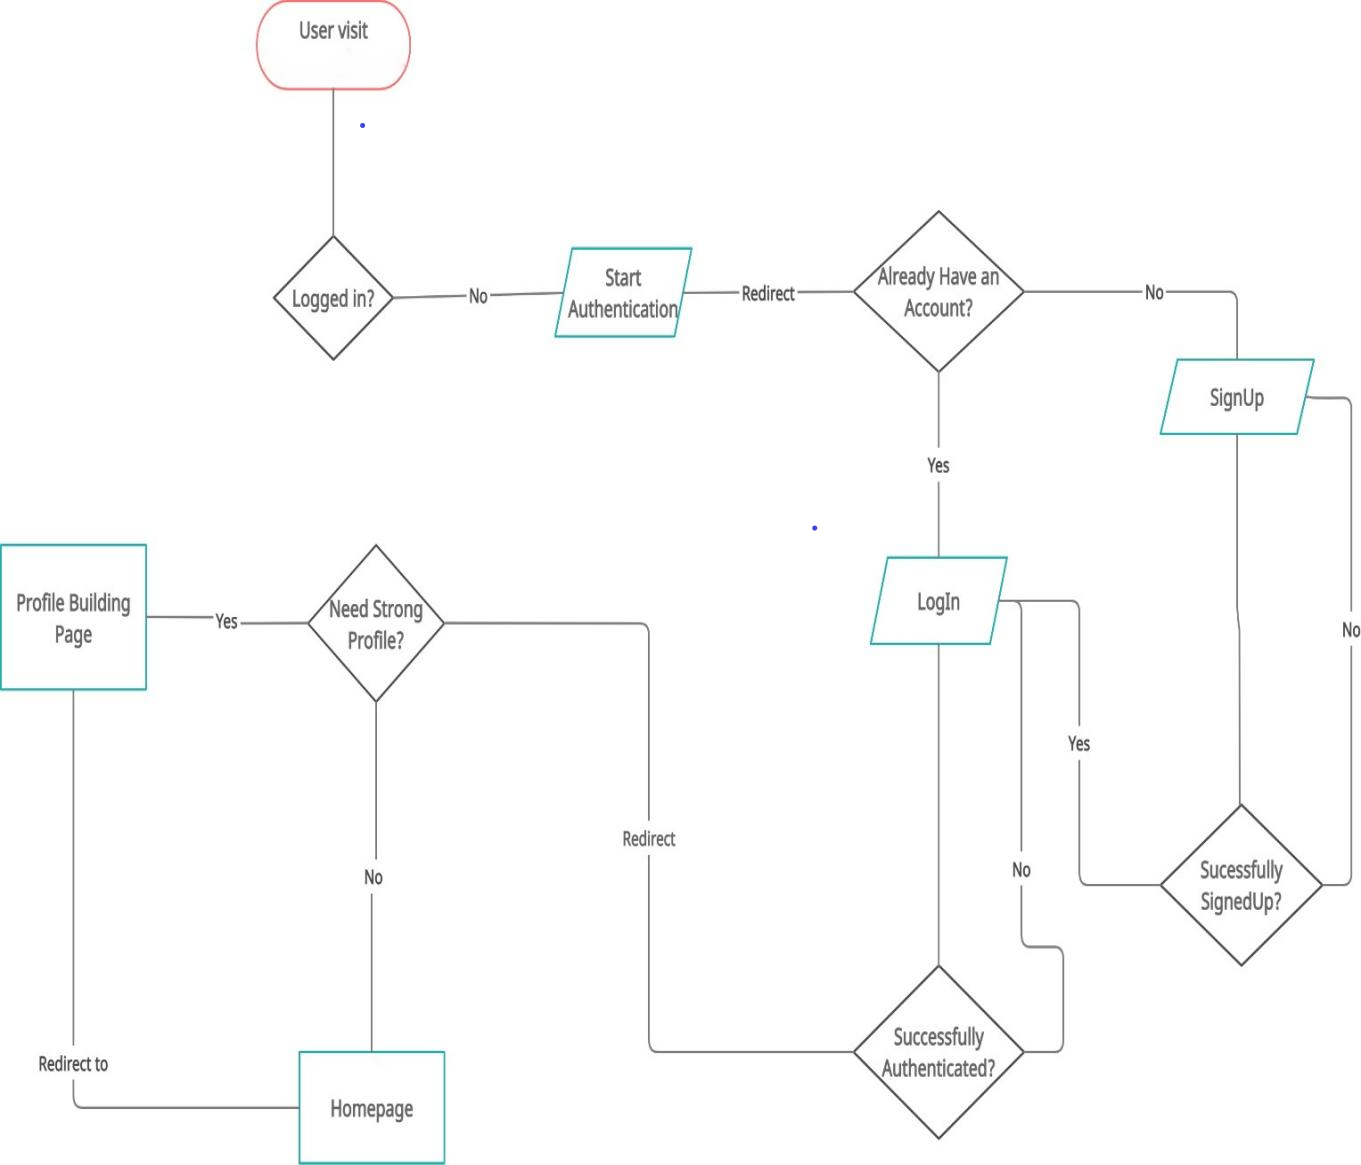 User visit
Logged in?
No
Start
Authentication
Redirect
Already Have an
Account?
No
SignUp
Yes
LogIn
No
Profile Building
Page
Yes
Need Strong
Profile?
Yes
Redirect
No
No
Sucessfully
SignedUp?
Successfully
Authenticated?
Redirect to
Homepage